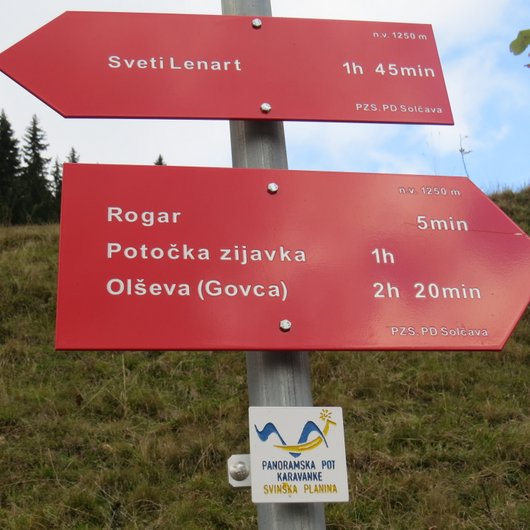 n.v. 1250 m
Sveti Lenart 1h 45min
PZS. PD Solčava
n.v. 1250 m
Rogar 5min
Potočka zijavka 1h
Olševa (Govca) 2h 20min
PZS. PD Solčava
PANORAMSKA POT
KARAVANKE
SVINŠKA PLANINA